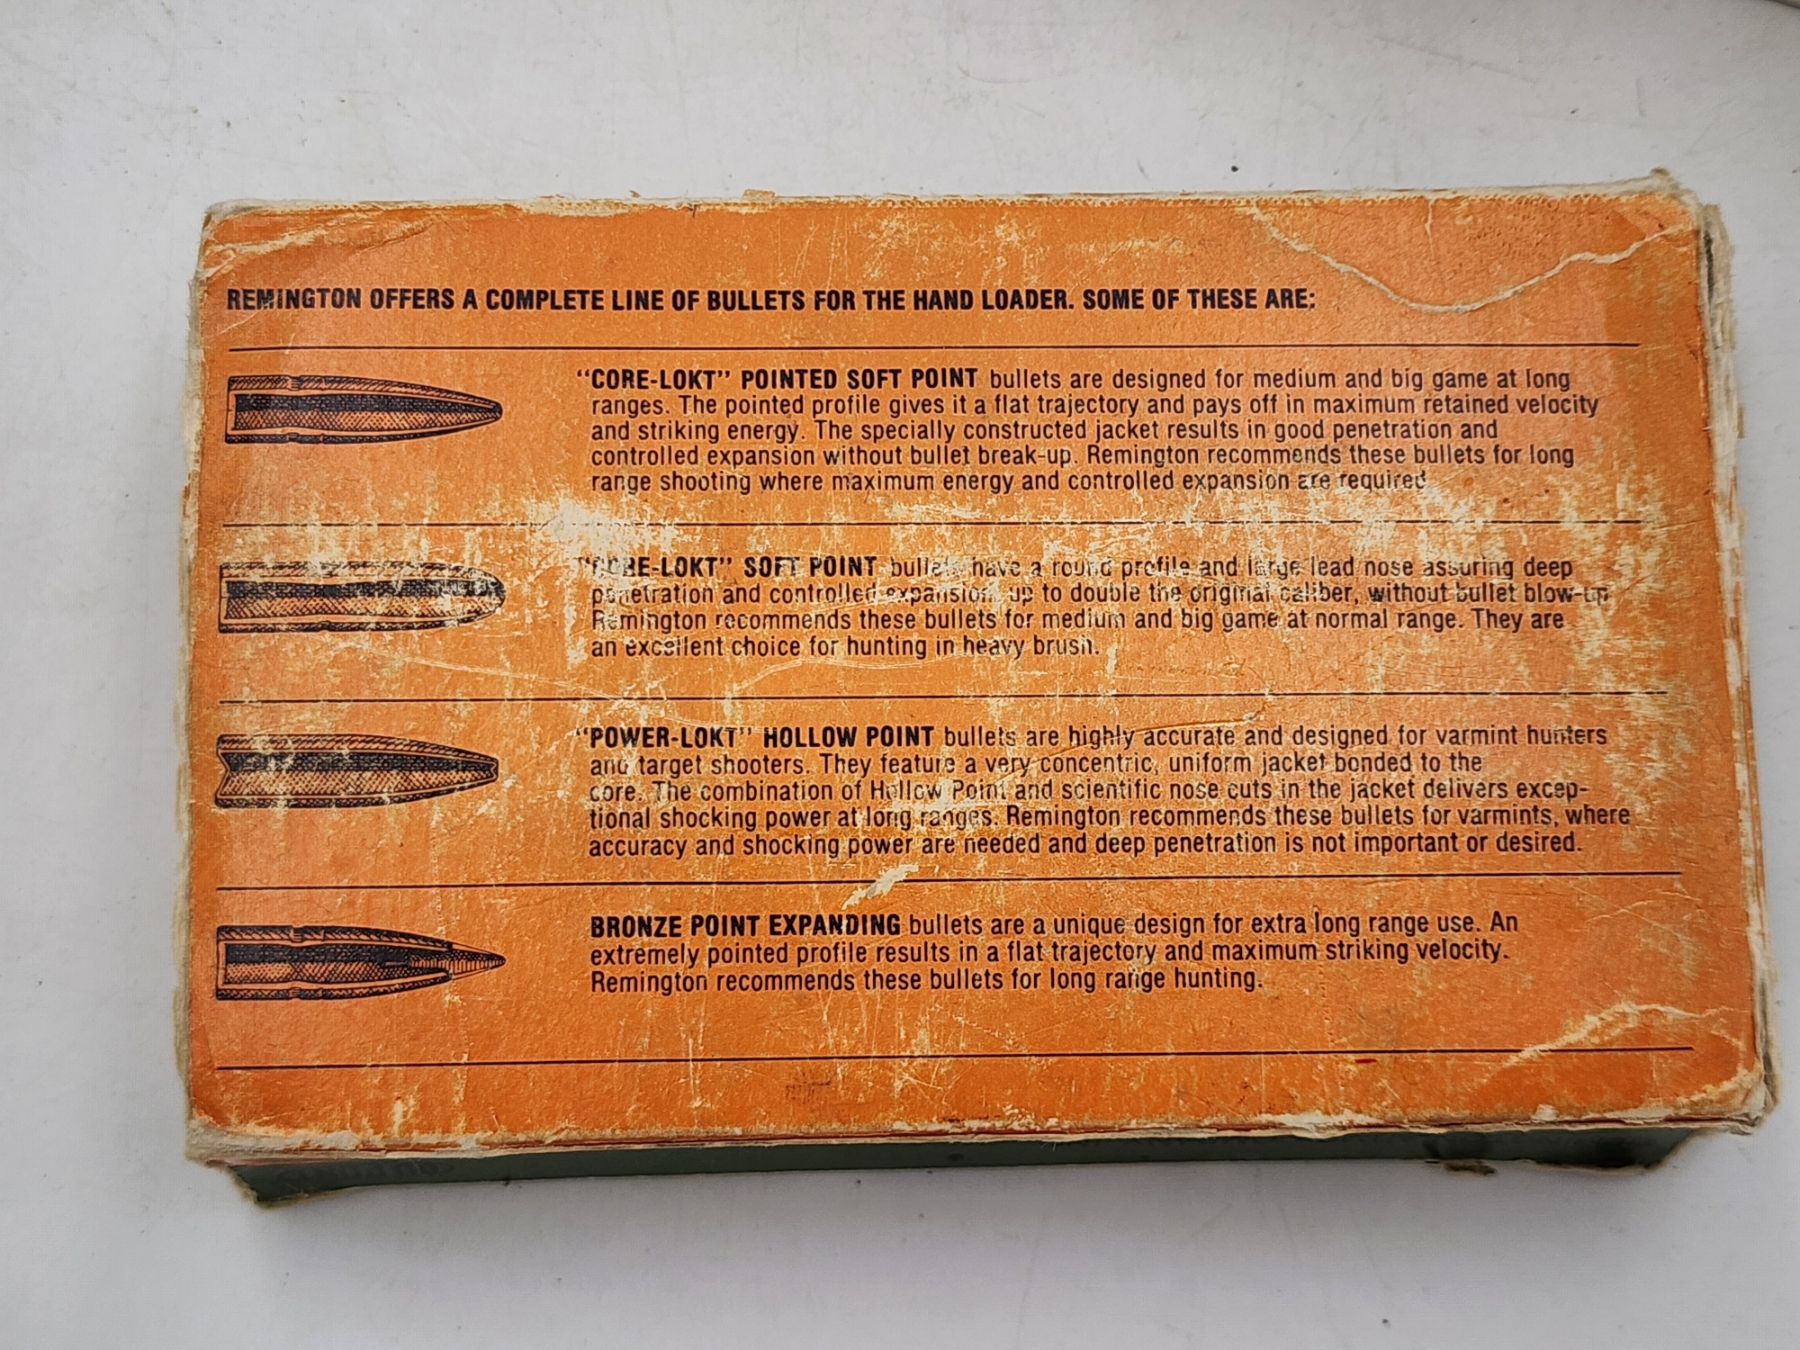 REMINGTON OFFERS A COMPLETE LINE OF BULLETS FOR THE HAND LOADER. SOME OF THESE ARE:
"CORE-LOKT" POINTED SOFT POINT bullets are designed for medium and big game at long
ranges. The pointed profile gives it a flat trajectory and pays off in maximum retained velocity
and striking energy. The specially constructed jacket results in good penetration and
controlled expansion without bullet break-up. Remington recommends these bullets for long
range shooting where maximum energy and controlled expansion are required
"CORE-LOKT" SOFT POINT bullets have a round profile and large lead nose assuring deep
penetration and controlled expansion, up to double the original caliber, without bullet blow-up
Remington recommends these bullets for medium and big game at normal range. They are
an excellent choice for hunting in heavy brush.
"POWER-LOKT" HOLLOW POINT bullets are highly accurate and designed for varmint hunters
and target shooters. They feature a very concentric, uniform jacket bonded to the
core. The combination of Hollow Point and scientific nose cuts in the jacket delivers excep-
tional shocking power at long ranges. Remington recommends these bullets for varmints, where
accuracy and shocking power are needed and deep penetration is not important or desired.
BRONZE POINT EXPANDING bullets are a unique design for extra long range use. An
extremely pointed profile results in a flat trajectory and maximum striking velocity.
Remington recommends these bullets for long range hunting.